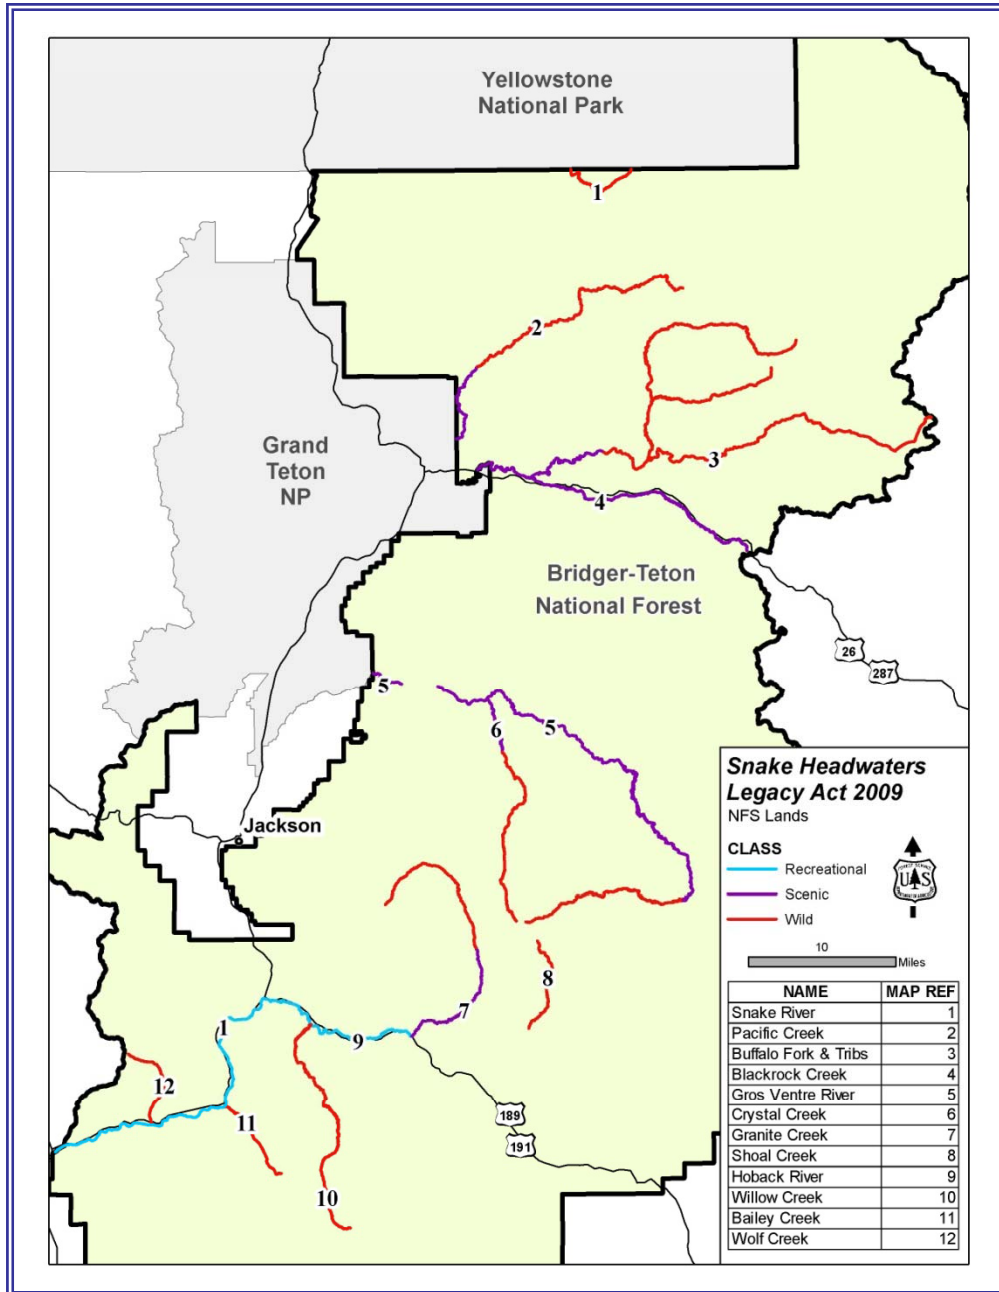 Yellowstone
National Park
1
2
Grand
Teton
NP
3
4
Bridger-Teton
National Forest
26
287
5
6
5
Snake Headwaters
Legacy Act 2009
NFS Lands
CLASS
Recreational
Scenic
Wild
U S
10
Miles
Jackson
8
7
1
9
12
11
10
189
191
NAME MAP REF
Snake River 1
Pacific Creek 2
Buffalo Fork & Tribs 3
Blackrock Creek 4
Gros Ventre River 5
Crystal Creek 6
Granite Creek 7
Shoal Creek 8
Hoback River 9
Willow Creek 10
Bailey Creek 11
Wolf Creek 12